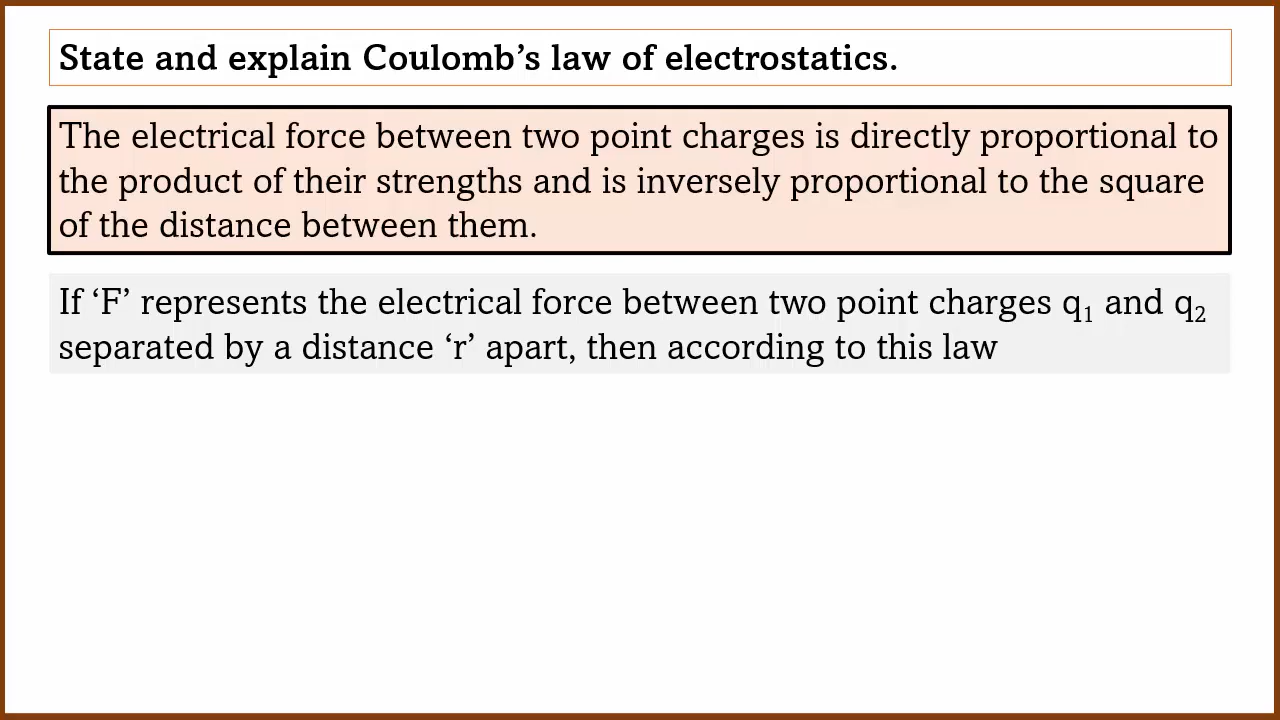 State and explain Coulomb’s law of electrostatics.
The electrical force between two point charges is directly proportional to
the product of their strengths and is inversely proportional to the square
of the distance between them.
If ‘F’ represents the electrical force between two point charges q₁ and q₂
separated by a distance ‘r’ apart, then according to this law